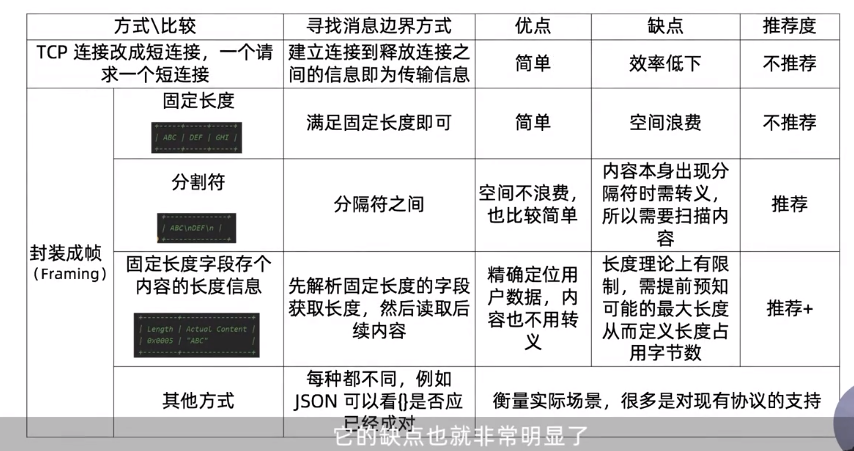 方式\比较 寻找消息边界方式 优点 缺点 推荐度
TCP 连接改成短连接，一个请
求一个短连接
建立连接到释放连接之
间的信息即为传输信息
简单
效率低下
不推荐
封装成帧
（Framing）
固定长度
+-----+-----+-----+
| ABC | DEF | GHI |
+-----+-----+-----+
满足固定长度即可
简单
空间浪费
不推荐
分割符
+----------+
| ABC\nDEF\n |
+----------+
分隔符之间
空间不浪费，
也比较简单
内容本身出现分
隔符时需转义，
所以需要扫描内
容
推荐
固定长度字段存个
内容的长度信息
+--------+----------------+
| Length | Actual Content |
| 0x0005 | "ABC" |
+--------+----------------+
先解析固定长度的字段
获取长度，然后读取后
续内容
精确定位用
户数据，内
容也不用转
义
长度理论上有限
制，需提前预知
可能的最大长度
从而定义长度占
用字节数
推荐+
其他方式
每种都不同，例如
JSON 可以看{}是否应
已经成对
衡量实际场景，很多是对现有协议的支持
它的缺点也就非常明显了